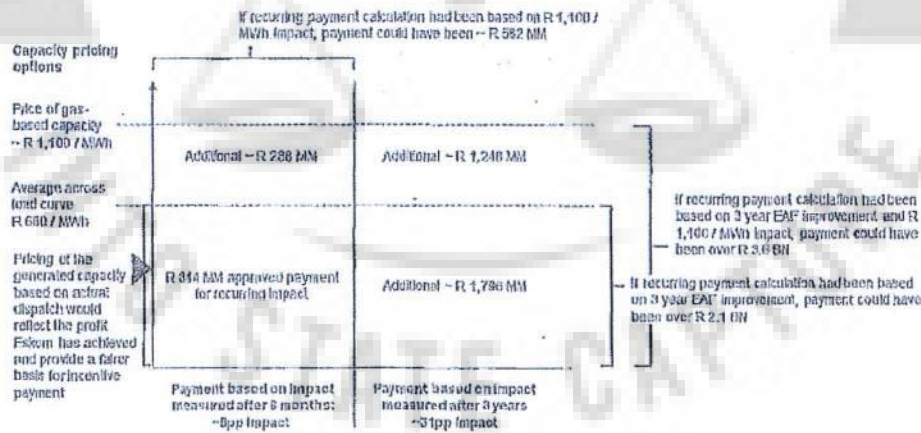 If recurring payment calculation had been based on R 1,100 /
MWh impact, payment could have been ~ R 582 MM
Capacity pricing
options
Price of gas-
based capacity
~ R 1,100 / MWh
Additional ~ R 268 MM
Additional ~ R 1,246 MM
Average across
load curve
R 660 / MWh
If recurring payment calculation had been
based on 3 year EAF improvement and R
1,100 / MWh impact, payment could have
been over R 3.6 BN
Pricing of the
generated capacity
based on actual
dispatch would
reflect the profit
Eskom has achieved
and provide a fairer
basis for incentive
payment
R 314 MM approved payment
for recurring impact
Additional ~ R 1,796 MM
If recurring payment calculation had been based
on 3 year EAF improvement, payment could have
been over R 2.1 BN
Payment based on impact
measured after 6 months:
pp impact
Payment based on impact
measured after 3 years
~31pp impact
STATE CAPTURE